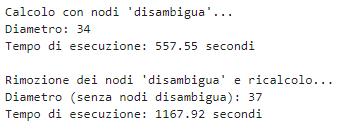 Calcolo con nodi 'disambigua'...
Diametro: 34
Tempo di esecuzione: 557.55 secondi

Rimozione dei nodi 'disambigua' e ricalcolo...
Diametro (senza nodi disambigua): 37
Tempo di esecuzione: 1167.92 secondi